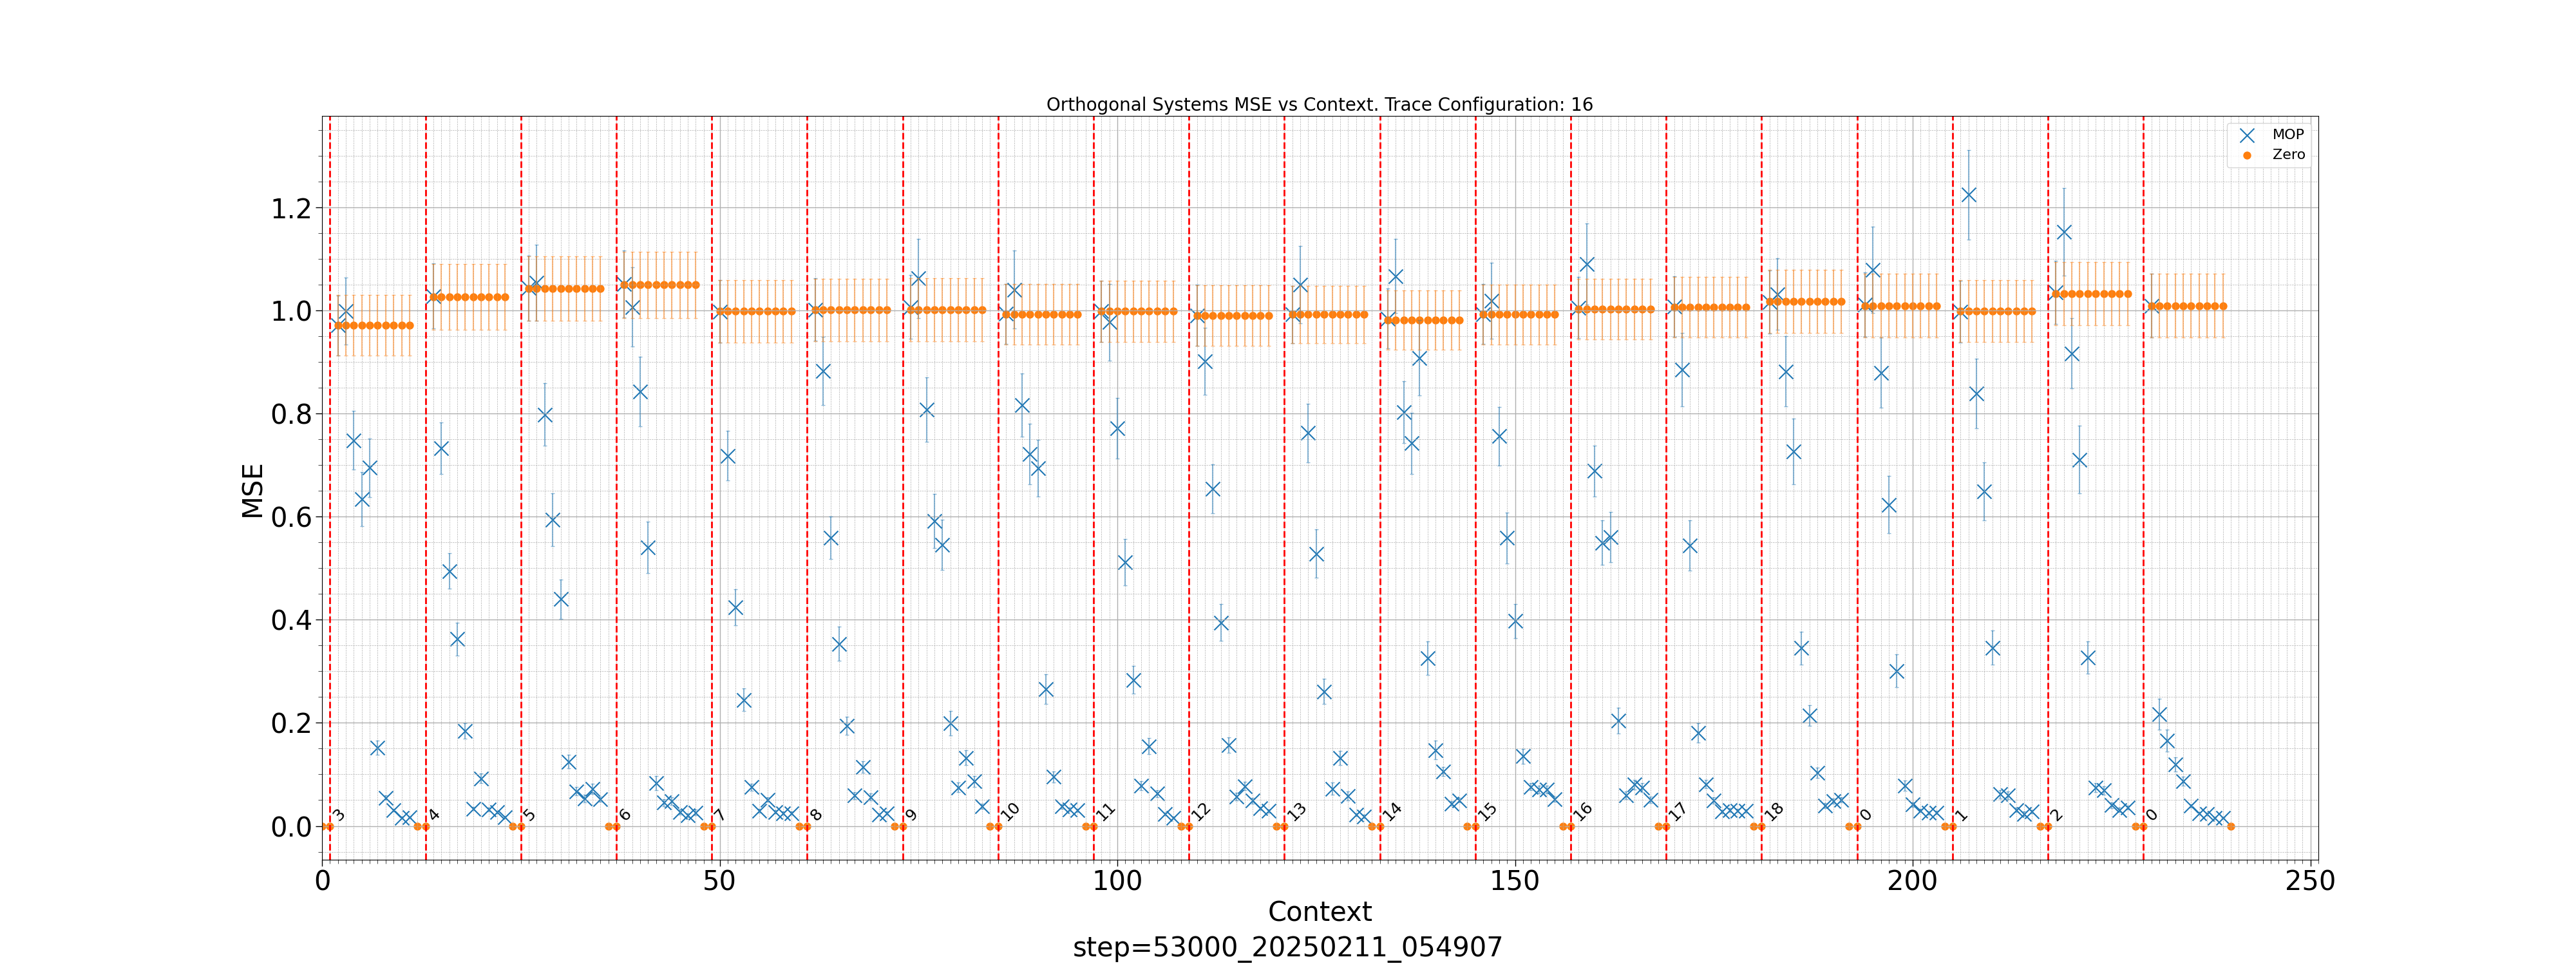 Orthogonal Systems MSE vs Context. Trace Configuration: 16
MOP
Zero
MSE
1.2
1.0
0.8
0.6
0.4
0.2
0.0
3 4 5 6 7 8 9 10 11 12 13 14 15 16 17 18 0 1 2 0
0 50 100 150 200 250
Context
step=53000_20250211_054907